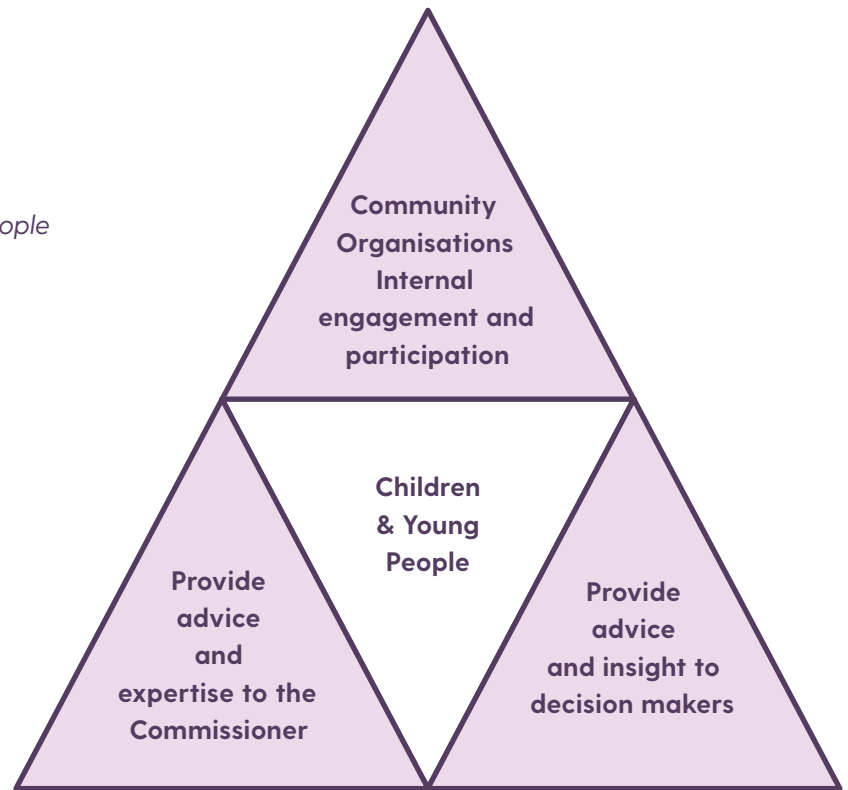 Community
Organisations
Internal
engagement and
participation
Children
& Young
People
Provide
advice
and
expertise to the
Commissioner
Provide
advice
and insight to
decision makers